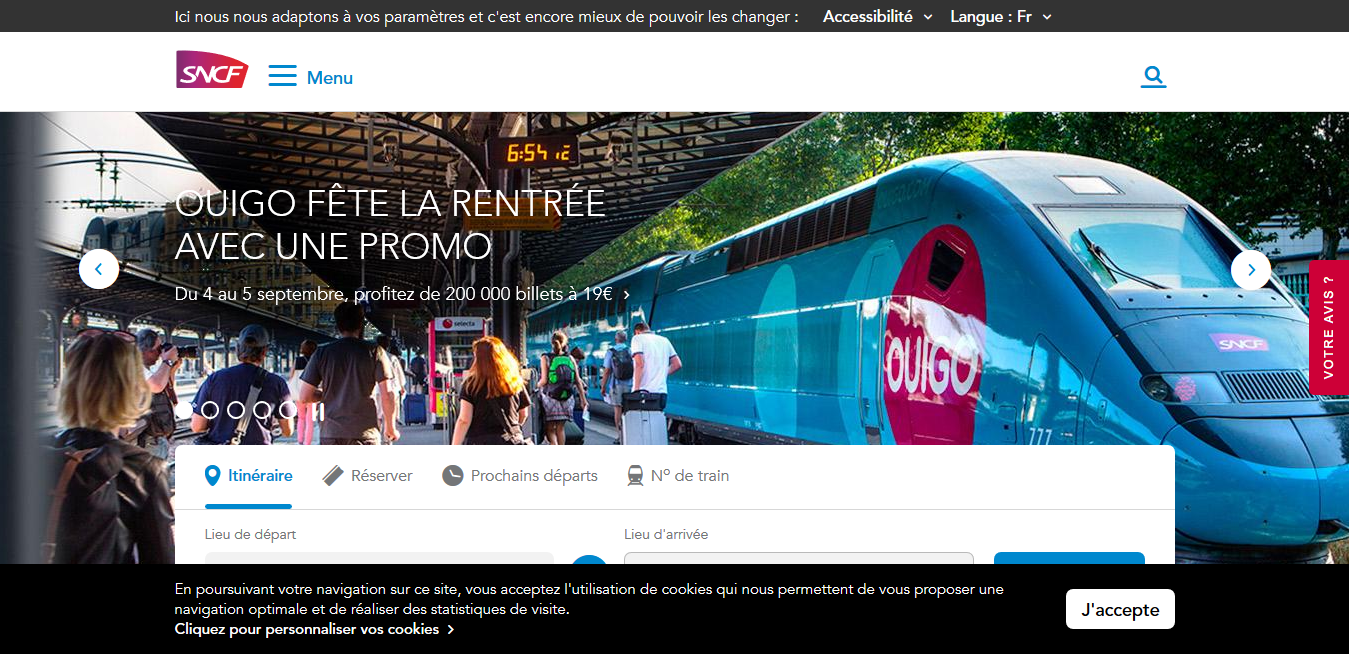 Ici nous nous adaptons à vos paramètres et c'est encore mieux de pouvoir les changer : Accessibilité Langue : Fr
SNCF Menu
6:54
OUIGO FÊTE LA RENTRÉE
AVEC UNE PROMO
Du 4 au 5 septembre, profitez de 200 000 billets à 19€
VOTRE AVIS ?
selecta
SNCF
OUIGO
777
Itinéraire Réserver Prochains départs N° de train
Lieu de départ Lieu d'arrivée
En poursuivant votre navigation sur ce site, vous acceptez l'utilisation de cookies qui nous permettent de vous proposer une
navigation optimale et de réaliser des statistiques de visite.
Cliquez pour personnaliser vos cookies
J'accepte